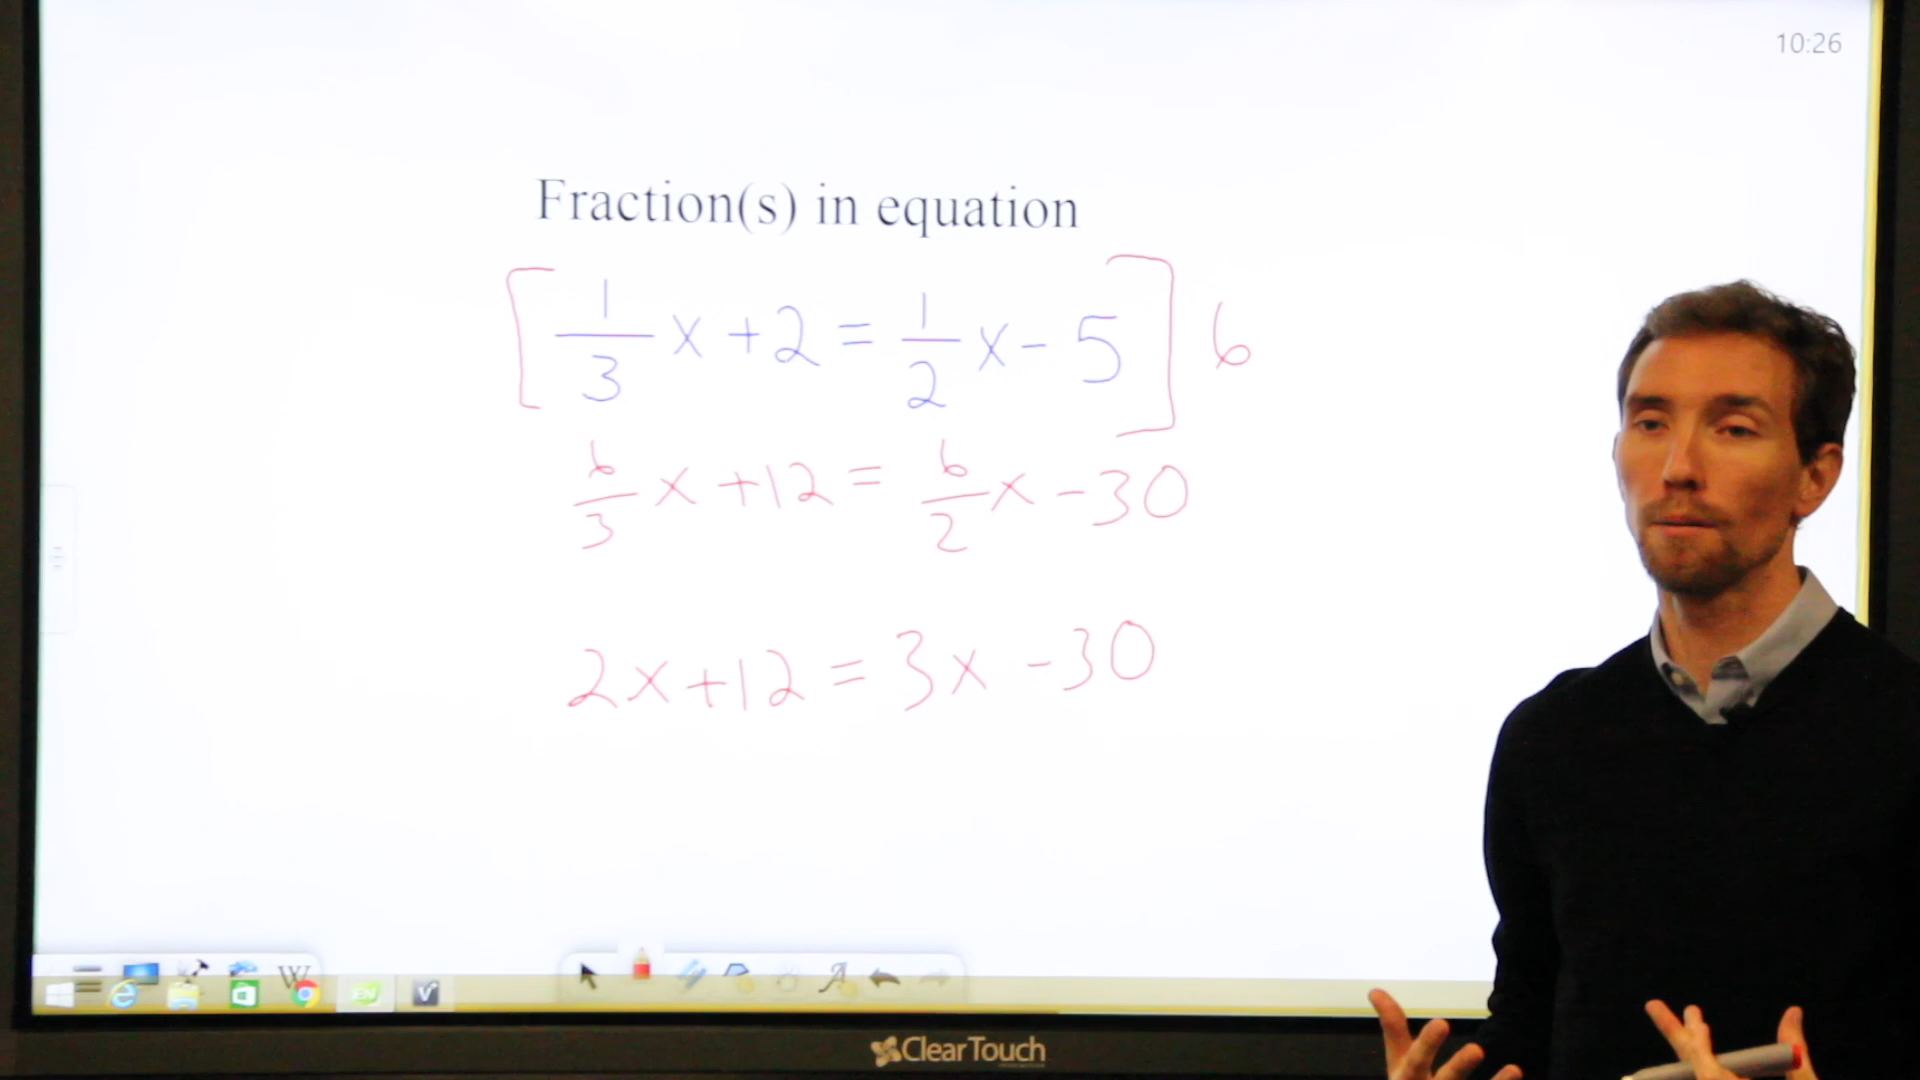 10:26
Fraction(s) in equation
[1/3 x + 2 = 1/2 x - 5] 6
6/3 x + 12 = 6/2 x - 30
2x + 12 = 3x - 30
W
EN
V
ClearTouch